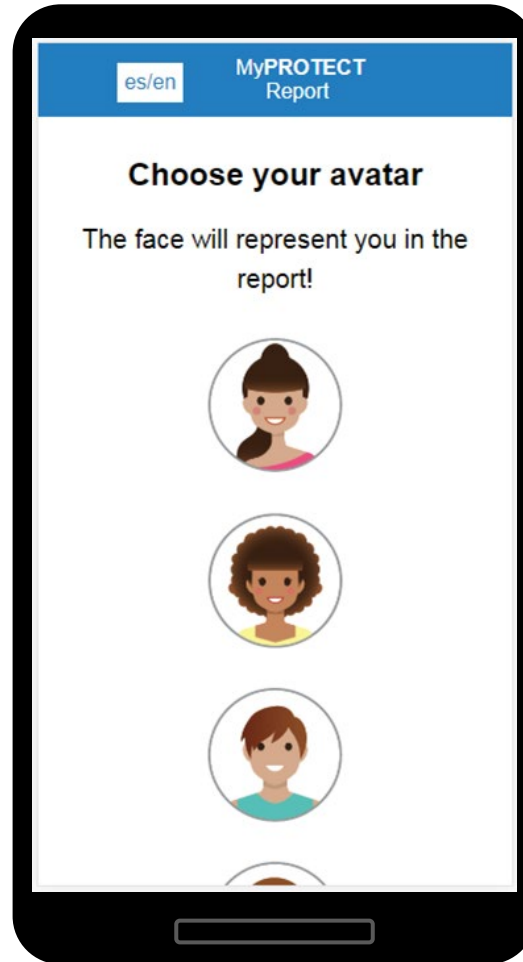 es/en
MyPROTECT
Report
Choose your avatar
The face will represent you in the
report!